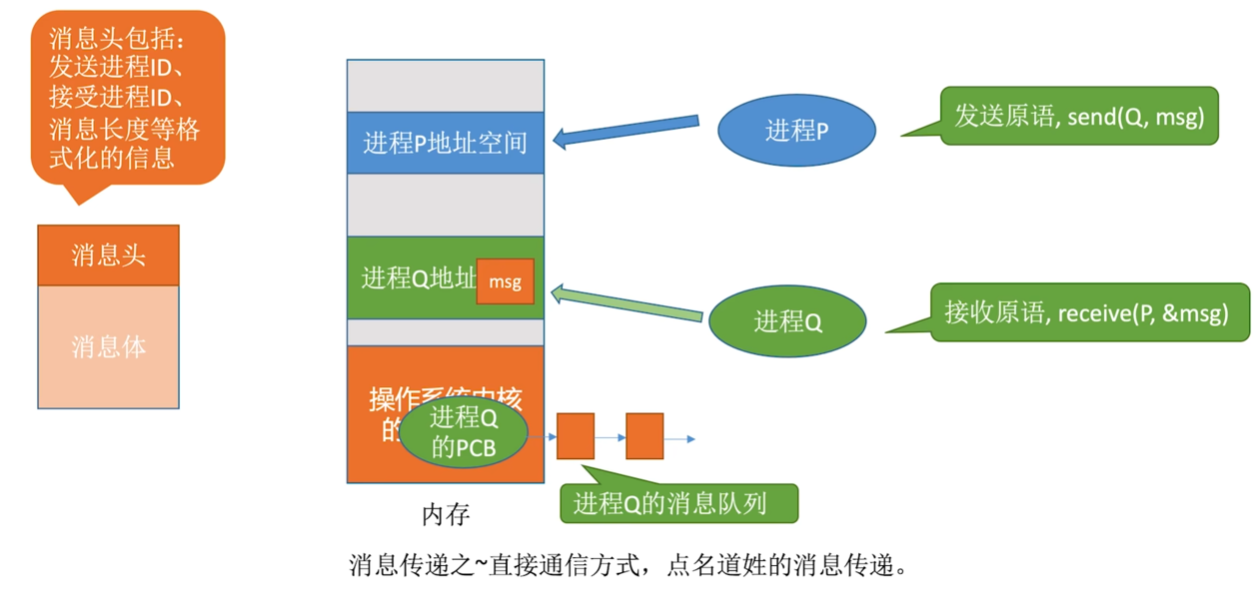 消息头包括：
发送进程ID、
接受进程ID、
消息长度等格
式化的信息
消息头
消息体
进程P地址空间
进程Q地址
msg
操作系统内核
的
进程Q
的PCB
内存
进程P
发送原语, send(Q, msg)
进程Q
接收原语, receive(P, &msg)
进程Q的消息队列
消息传递之~直接通信方式，点名道姓的消息传递。